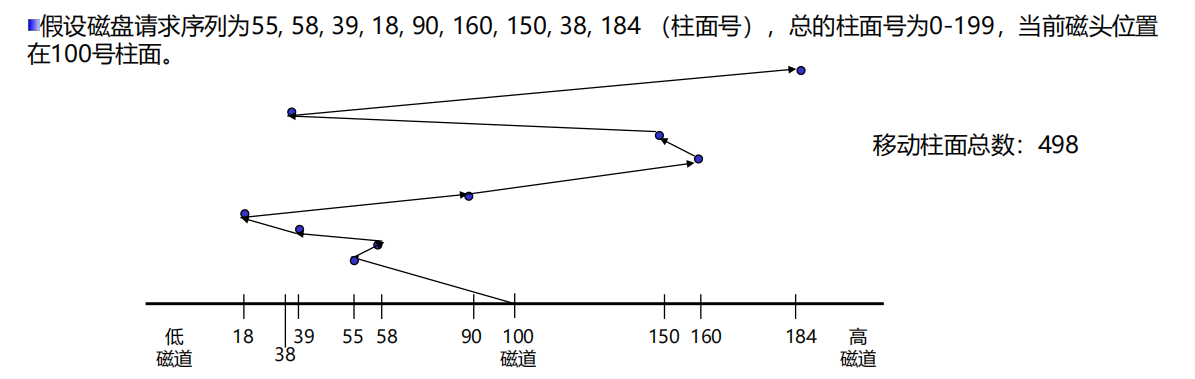 假设磁盘请求序列为55, 58, 39, 18, 90, 160, 150, 38, 184 （柱面号），总的柱面号为0-199，当前磁头位置
在100号柱面。
移动柱面总数：498
18 39 55 58 90 100 150 160 184
38
低
磁道
磁道
高
磁道